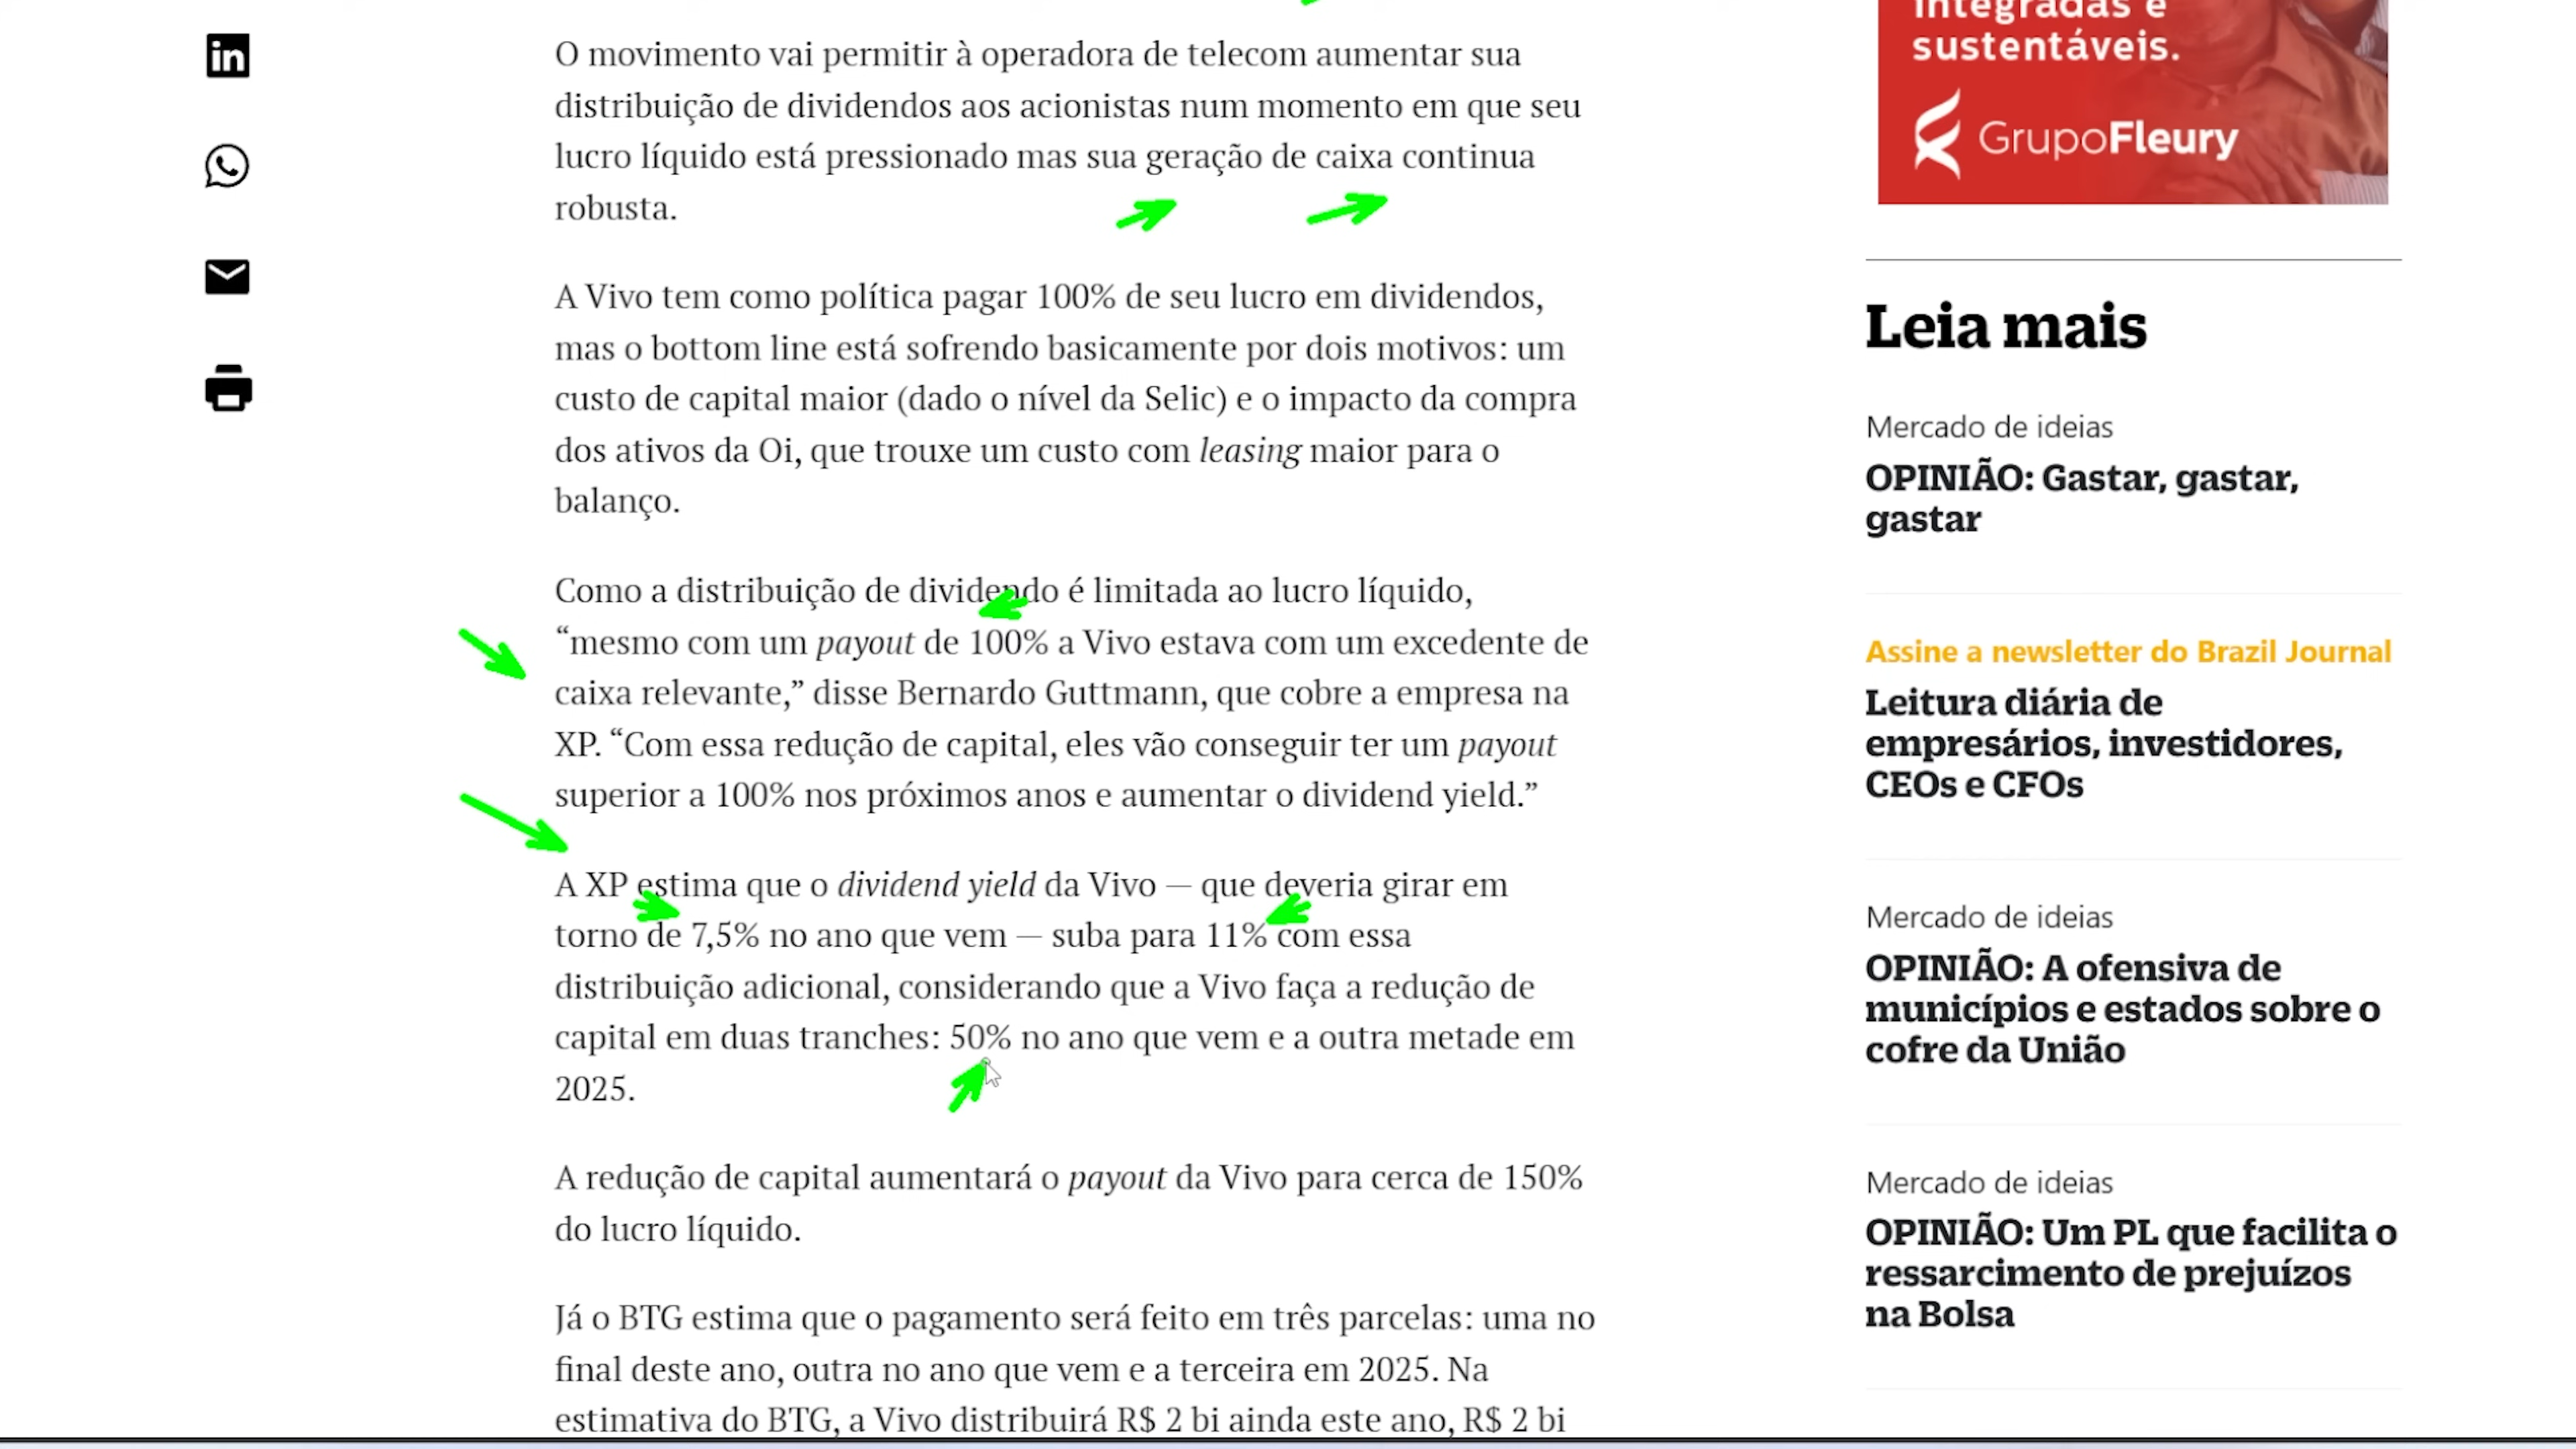 O movimento vai permitir à operadora de telecom aumentar sua
distribuição de dividendos aos acionistas num momento em que seu
lucro líquido está pressionado mas sua geração de caixa continua
robusta.
A Vivo tem como política pagar 100% de seu lucro em dividendos,
mas o bottom line está sofrendo basicamente por dois motivos: um
custo de capital maior (dado o nível da Selic) e o impacto da compra
dos ativos da Oi, que trouxe um custo com leasing maior para o
balanço.
Como a distribuição de dividendo é limitada ao lucro líquido,
“mesmo com um payout de 100% a Vivo estava com um excedente de
caixa relevante,” disse Bernardo Guttmann, que cobre a empresa na
XP. “Com essa redução de capital, eles vão conseguir ter um payout
superior a 100% nos próximos anos e aumentar o dividend yield.”
A XP estima que o dividend yield da Vivo — que deveria girar em
torno de 7,5% no ano que vem — suba para 11% com essa
distribuição adicional, considerando que a Vivo faça a redução de
capital em duas tranches: 50% no ano que vem e a outra metade em
2025.
A redução de capital aumentará o payout da Vivo para cerca de 150%
do lucro líquido.
Já o BTG estima que o pagamento será feito em três parcelas: uma no
final deste ano, outra no ano que vem e a terceira em 2025. Na
estimativa do BTG, a Vivo distribuirá R$ 2 bi ainda este ano, R$ 2 bi
integradas e
sustentáveis.
GrupoFleury
Leia mais
Mercado de ideias
OPINIÃO: Gastar, gastar,
gastar
Assine a newsletter do Brazil Journal
Leitura diária de
empresários, investidores,
CEOs e CFOs
Mercado de ideias
OPINIÃO: A ofensiva de
municípios e estados sobre o
cofre da União
Mercado de ideias
OPINIÃO: Um PL que facilita o
ressarcimento de prejuízos
na Bolsa